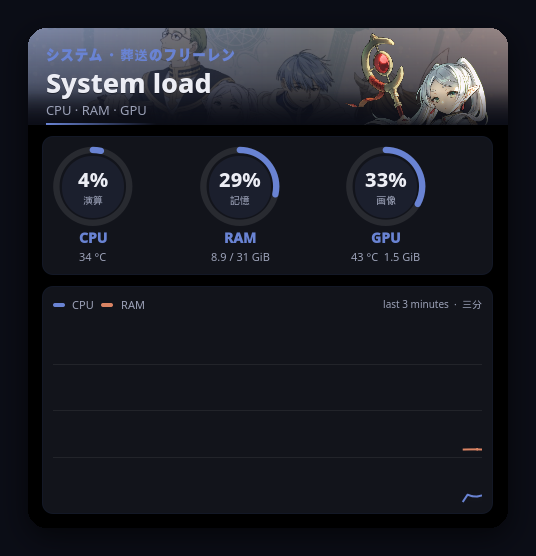 システム · 葬送のフリーレン
System load
CPU · RAM · GPU
4%
演算
CPU
34 °C
29%
記憶
RAM
8.9 / 31 GiB
33%
画像
GPU
43 °C 1.5 GiB
CPU RAM
last 3 minutes · 三分